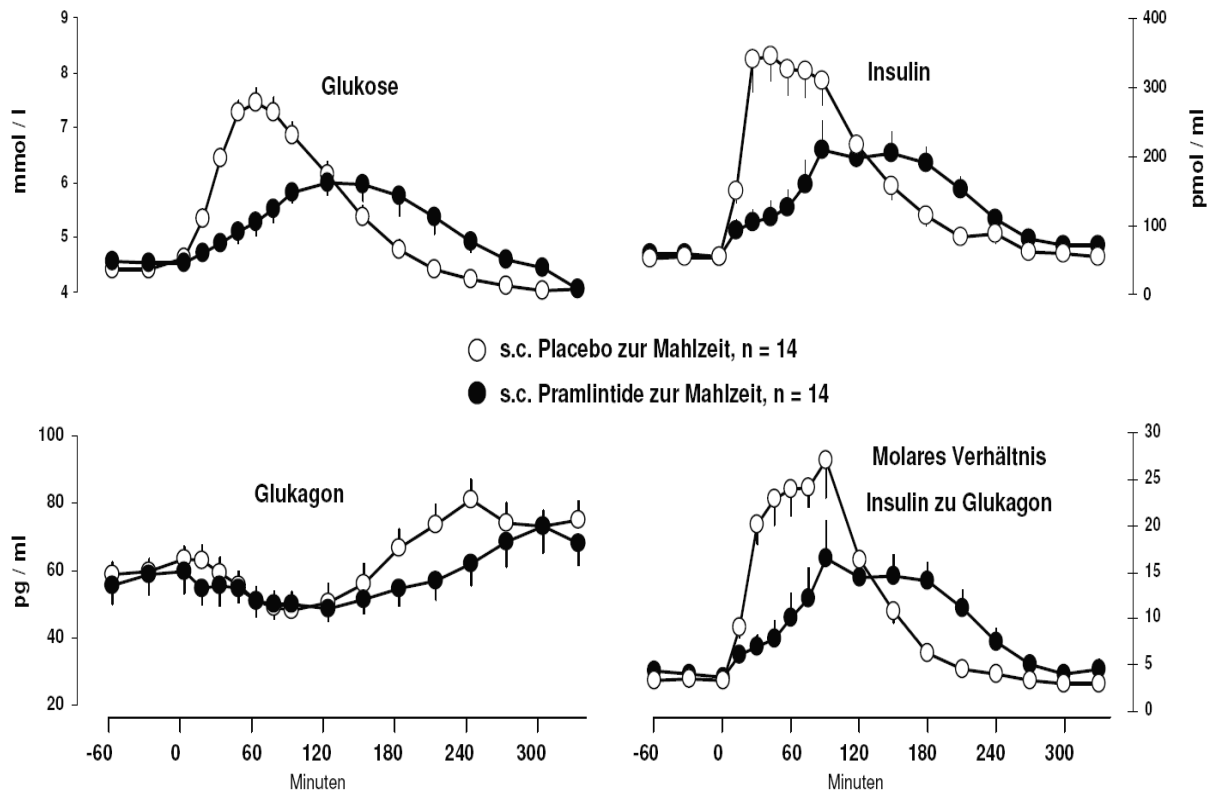 9
8
7
6
5
4
mmol / l
Glukose
400
300
200
100
0
pmol / ml
Insulin
s.c. Placebo zur Mahlzeit, n = 14
s.c. Pramlintide zur Mahlzeit, n = 14
100
80
60
40
20
pg / ml
Glukagon
-60 0 60 120 180 240 300
Minuten
30
25
20
15
10
5
0
Molares Verhältnis
Insulin zu Glukagon
-60 0 60 120 180 240 300
Minuten